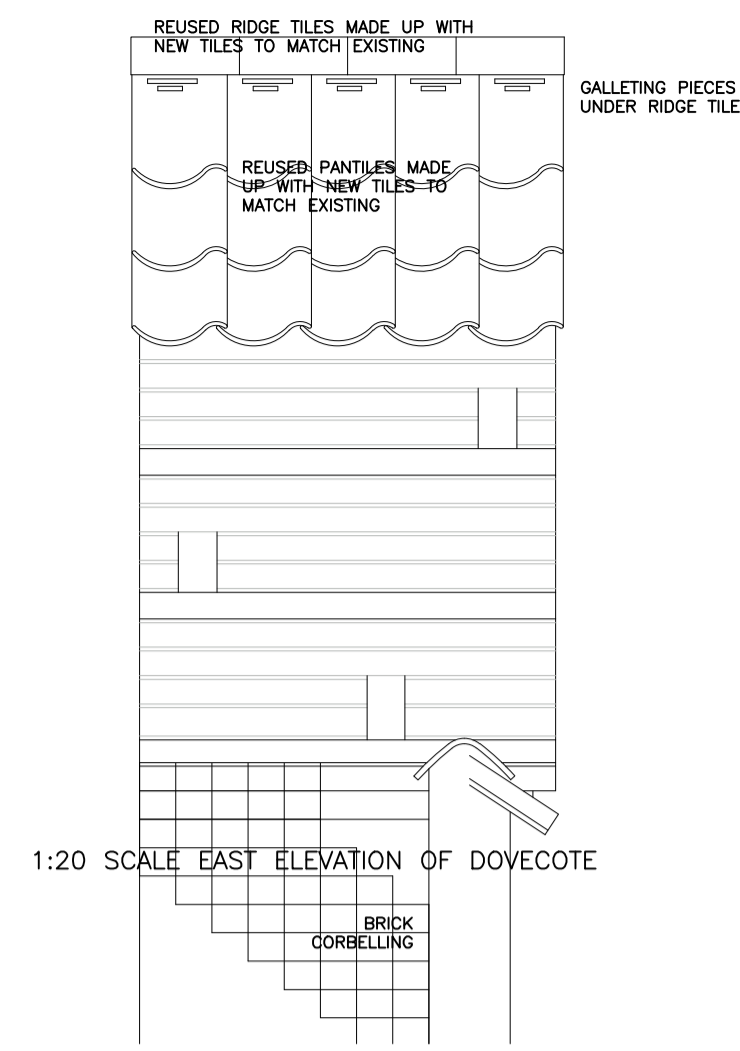 REUSED RIDGE TILES MADE UP WITH
NEW TILES TO MATCH EXISTING
GALLETING PIECES
UNDER RIDGE TILE
REUSED PANTILES MADE
UP WITH NEW TILES TO
MATCH EXISTING
1:20 SCALE EAST ELEVATION OF DOVECOTE
BRICK
CORBELLING